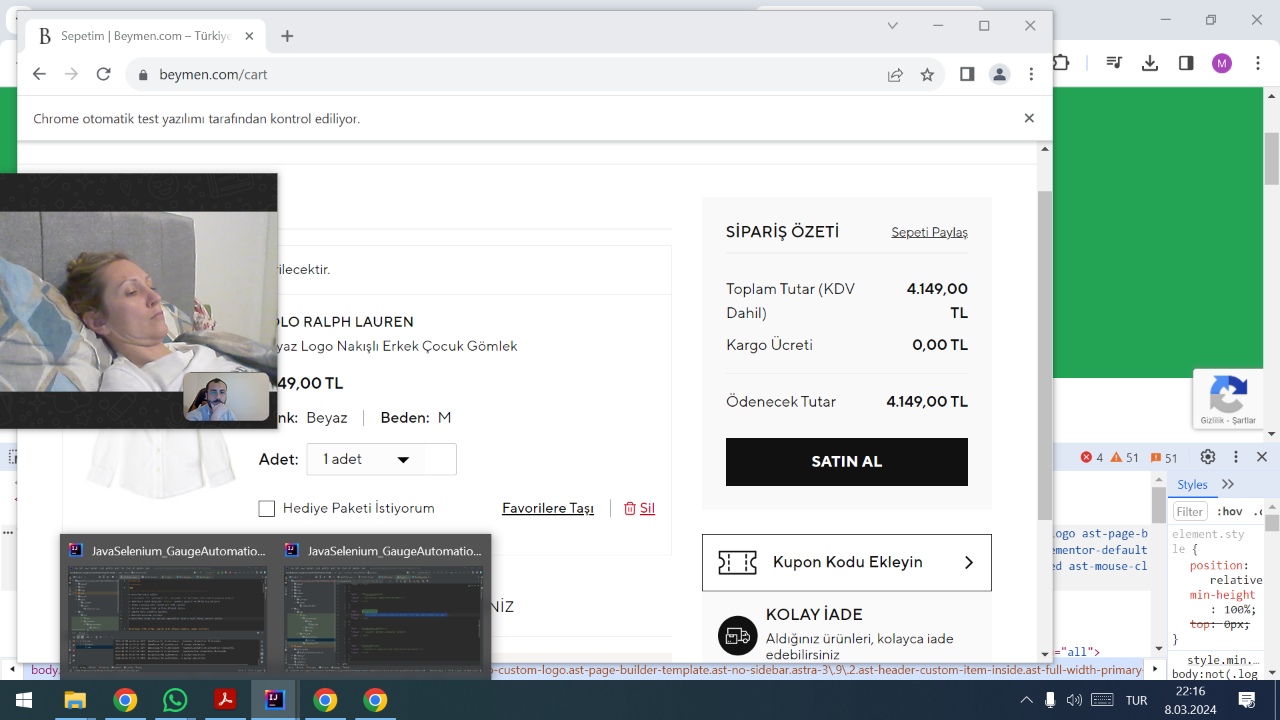 Sepetim | Beymen.com – Türkiye
beymen.com/cart
M
Chrome otomatik test yazılımı tarafından kontrol ediliyor.
SİPARİŞ ÖZETİ
Sepeti Paylaş
Toplam Tutar (KDV Dahil)
4.149,00 TL
Kargo Ücreti
0,00 TL
Ödenecek Tutar
4.149,00 TL
SATIN AL
rilecektir.
OLO RALPH LAUREN
yaz Logo Nakışlı Erkek Çocuk Gömlek
49,00 TL
nk: Beyaz
Beden: M
Adet:
1 adet
Hediye Paketi İstiyorum
Favorilere Taşı
Sil
Kupon Kodu Ekleyin
KOLAY İADE
Aldığınız ürünleri, kolayca iade
edebilirsiniz.
NİZ
JavaSelenium_GaugeAutomatio...
JavaSelenium_GaugeAutomatio...
Gizlilik - Şartlar
4
51
51
Styles
Filter
:hov
logo ast-page-b
ementor-default
ed ast-mouse-cl
element.sty
le {
position:
relative
min-height
%;
top: 0px;
="all">
style.min.…
body:not(.log
body.
custom-logo.ast-page-builder-template.ast-no-sidebar.astra-3\.9\.2.ast-header-custom-item-inside.ast-full-width-primary
TUR
22:16
8.03.2024